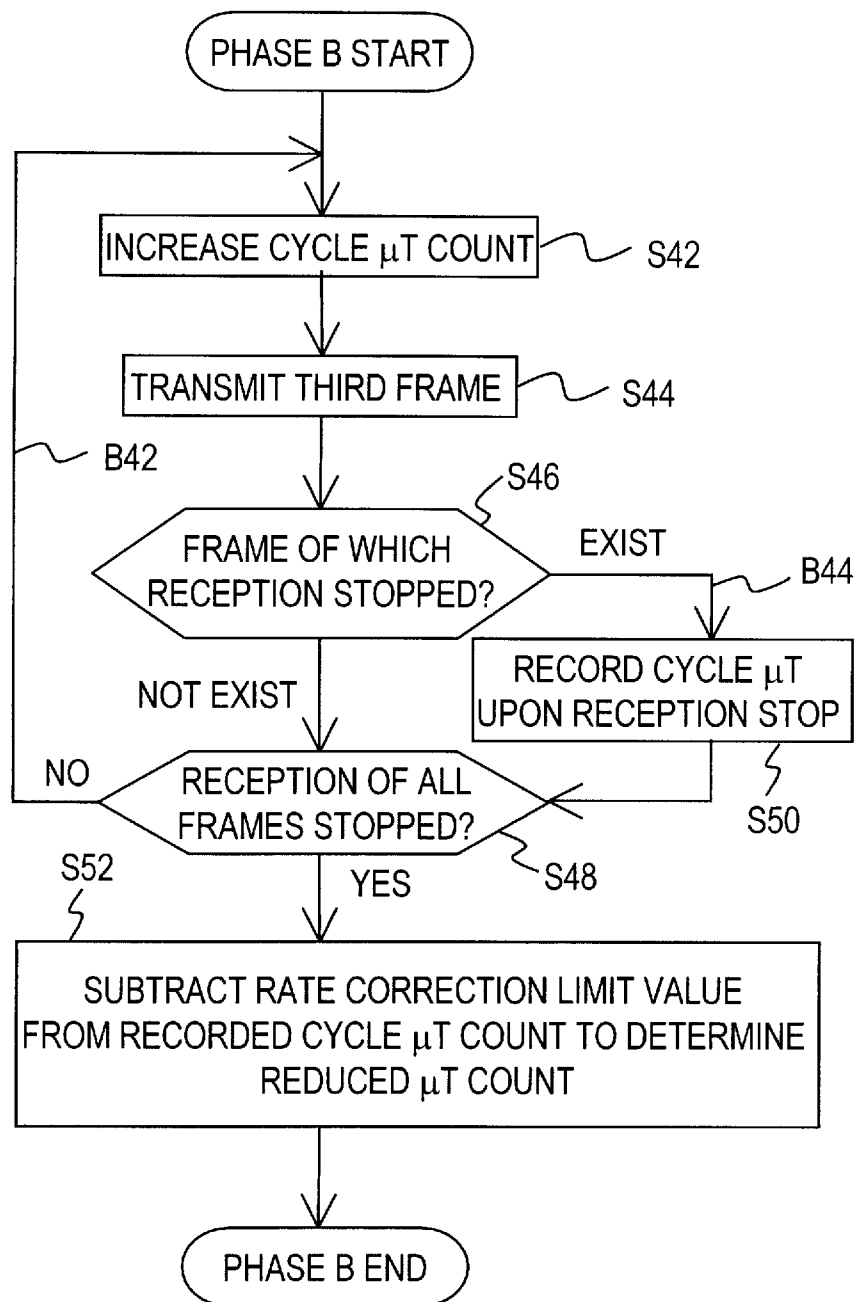 PHASE B START
INCREASE CYCLE μT COUNT
S42
TRANSMIT THIRD FRAME
S44
B42
S46
FRAME OF WHICH
RECEPTION STOPPED?
EXIST
B44
RECORD CYCLE μT
UPON RECEPTION STOP
S50
NOT EXIST
NO
RECEPTION OF ALL
FRAMES STOPPED?
S48
YES
S52
SUBTRACT RATE CORRECTION LIMIT VALUE
FROM RECORDED CYCLE μT COUNT TO DETERMINE
REDUCED μT COUNT
PHASE B END